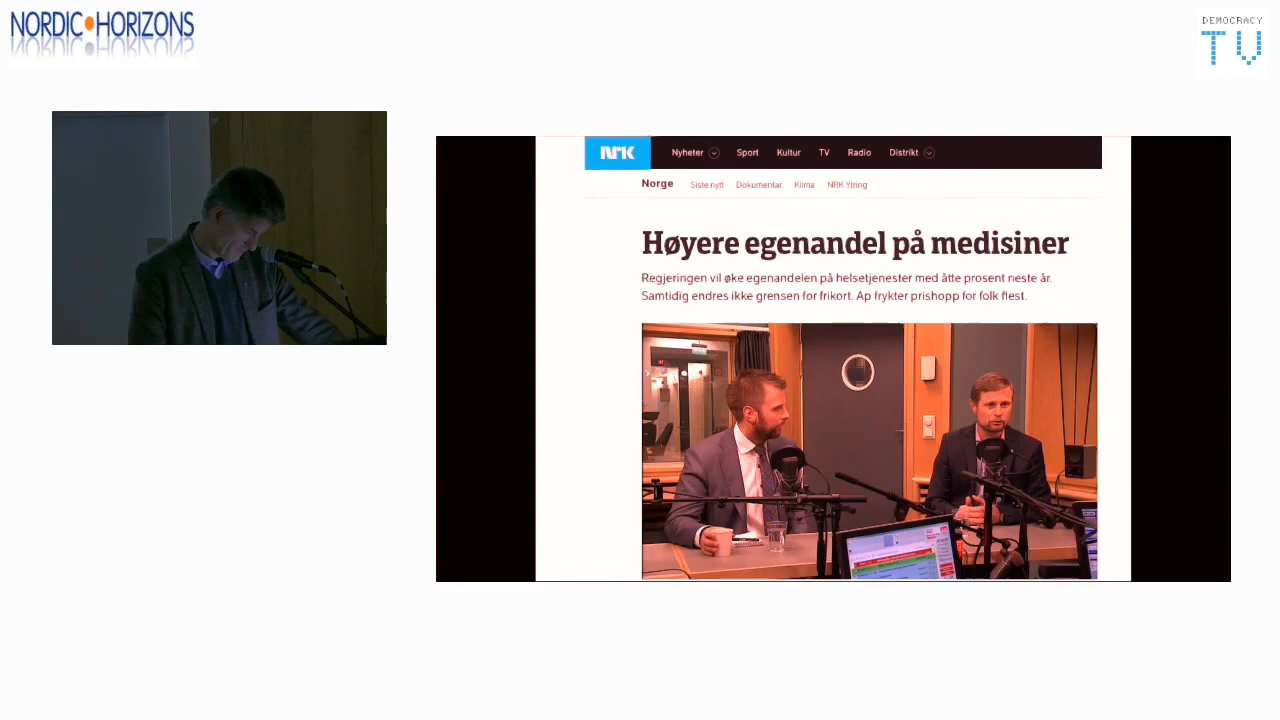 NORDIC HORIZONS
DEMOCRACY
TV
NRK
Nyheter Sport Kultur TV Radio Distrikt
Norge Siste nytt Dokumentar Klima NRK Ytring
Høyere egenandel på medisiner
Regjeringen vil øke egenandelen på helsetjenester med åtte prosent neste år.
Samtidig endres ikke grensen for frikort. Ap frykter prishopp for folk flest.